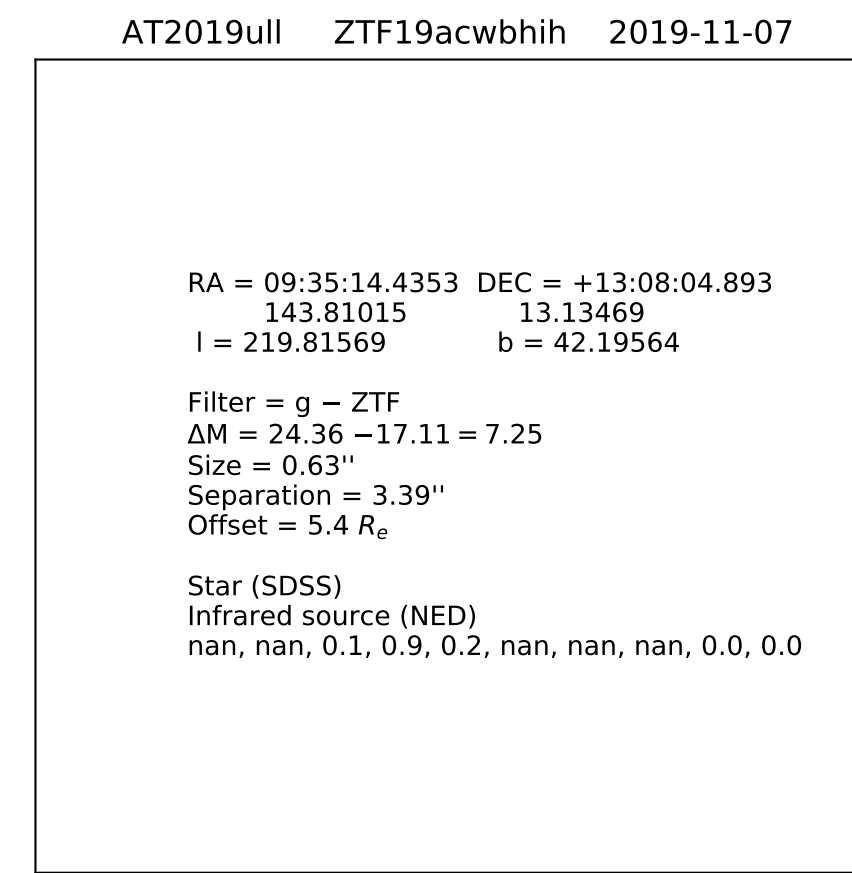 AT2019ull ZTF19acwbhih 2019-11-07
RA = 09:35:14.4353 DEC = +13:08:04.893
143.81015 13.13469
l = 219.81569 b = 42.19564
Filter = g − ZTF
ΔM = 24.36 −17.11 = 7.25
Size = 0.63''
Separation = 3.39''
Offset = 5.4 Re
Star (SDSS)
Infrared source (NED)
nan, nan, 0.1, 0.9, 0.2, nan, nan, nan, 0.0, 0.0